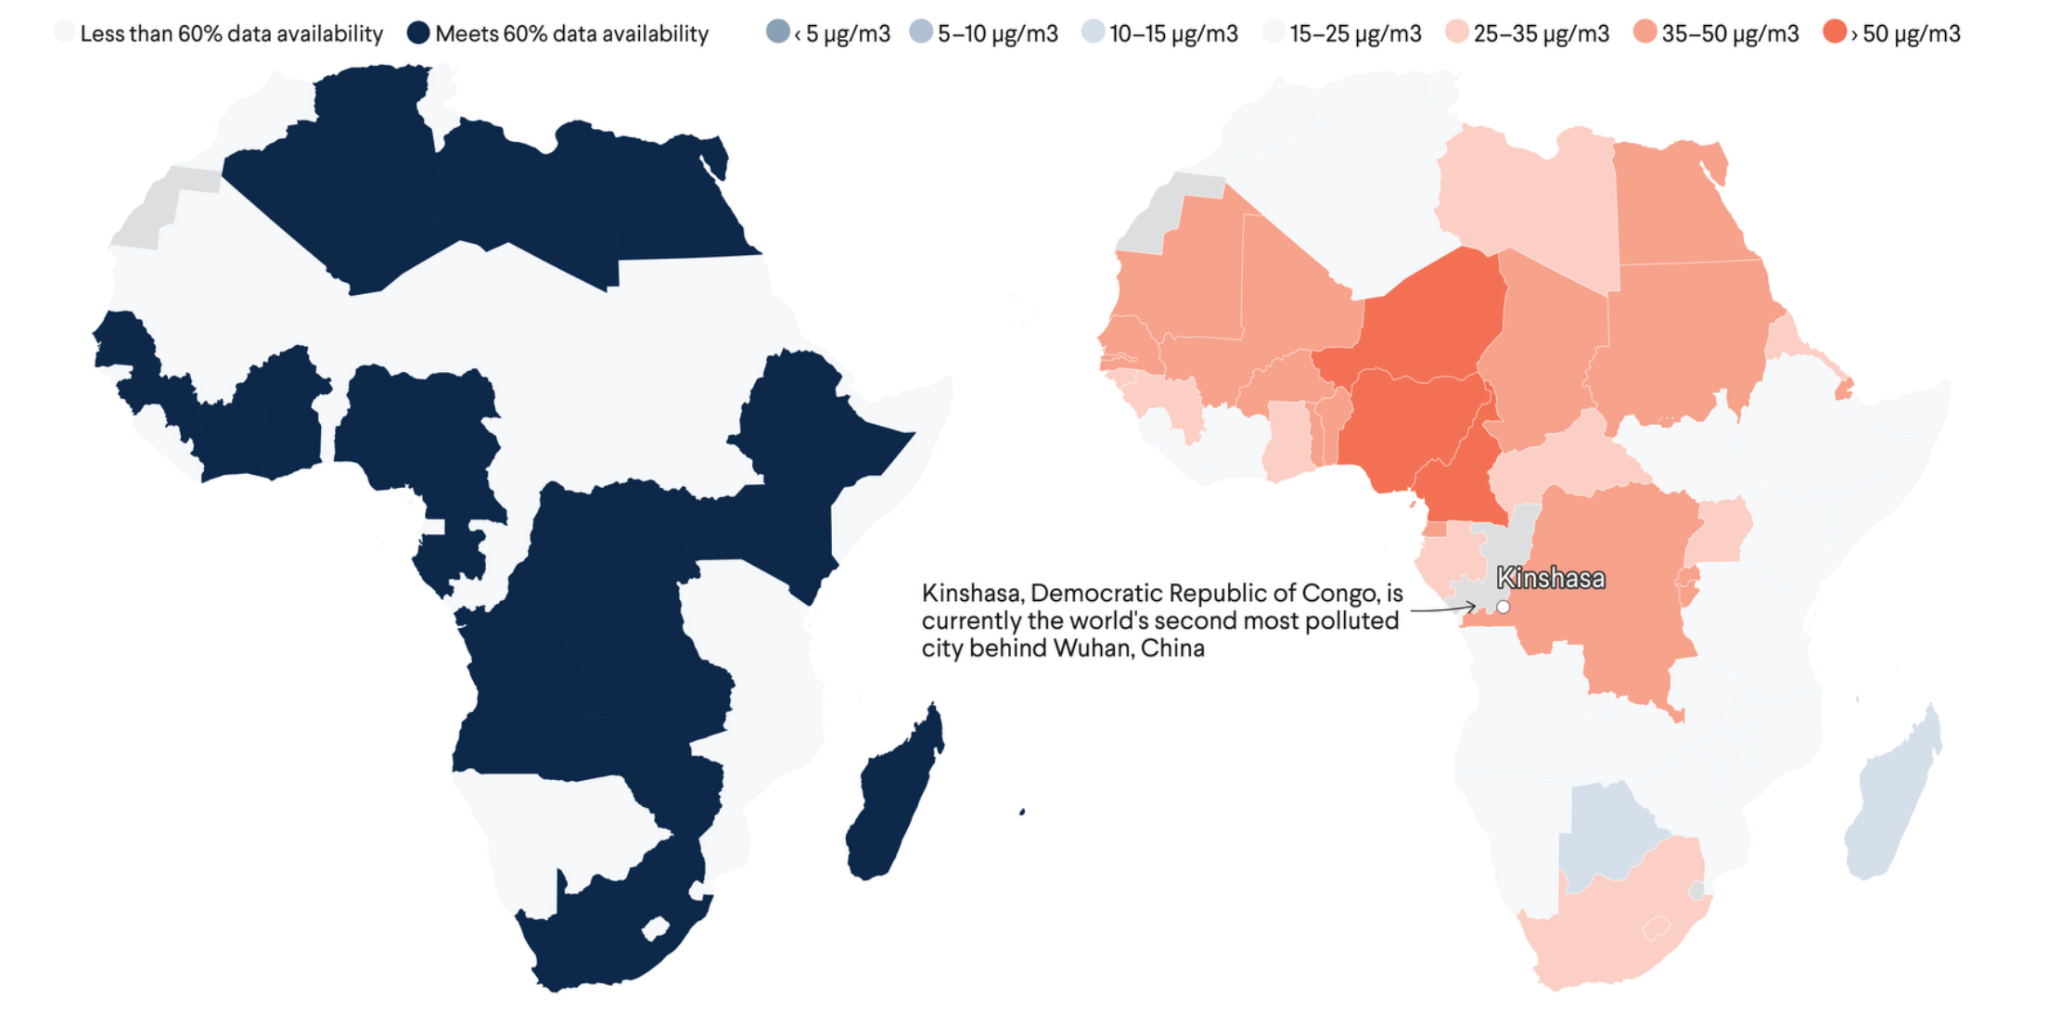 Less than 60% data availability
Meets 60% data availability
< 5 µg/m3
5–10 µg/m3
10–15 µg/m3
15–25 µg/m3
25–35 µg/m3
35–50 µg/m3
> 50 µg/m3
Kinshasa
Kinshasa, Democratic Republic of Congo, is
currently the world's second most polluted
city behind Wuhan, China